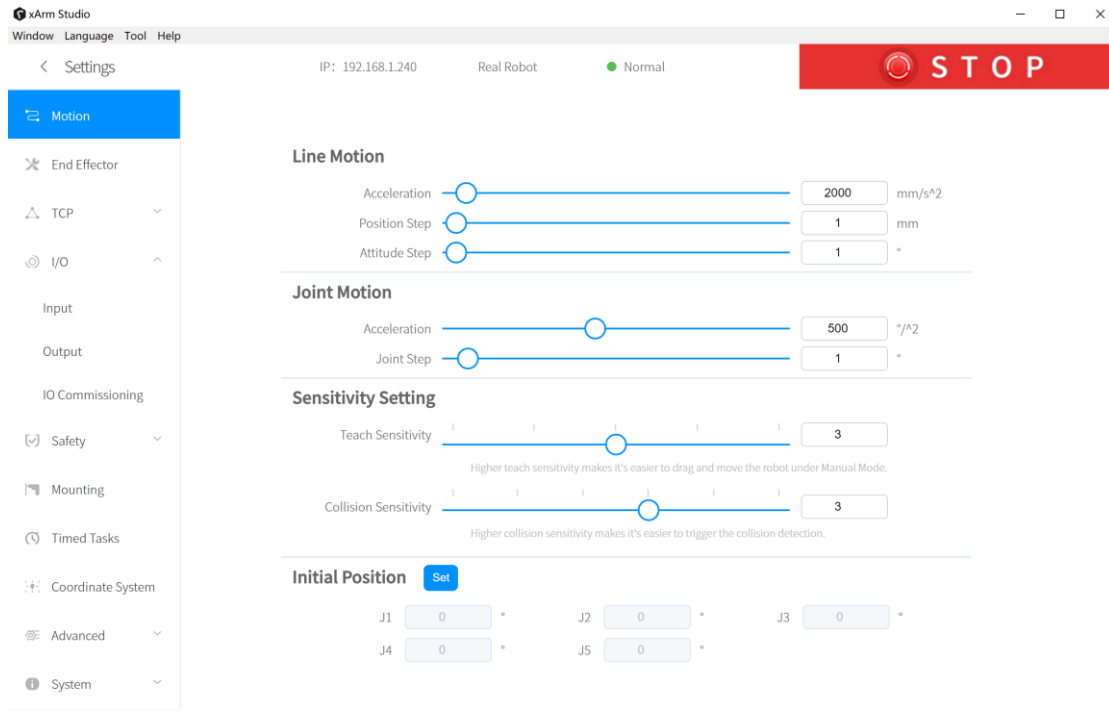 xArm Studio
Window Language Tool Help
Settings
IP: 192.168.1.240 Real Robot Normal
STOP
Motion
End Effector
TCP
I/O
Input
Output
IO Commissioning
Safety
Mounting
Timed Tasks
Coordinate System
Advanced
System
Line Motion
Acceleration 2000 mm/s^2
Position Step 1 mm
Attitude Step 1 °
Joint Motion
Acceleration 500 °/^2
Joint Step 1 °
Sensitivity Setting
Teach Sensitivity 3
Higher teach sensitivity makes it's easier to drag and move the robot under Manual Mode.
Collision Sensitivity 3
Higher collision sensitivity makes it's easier to trigger the collision detection.
Initial Position Set
J1 0 ° J2 0 ° J3 0 °
J4 0 ° J5 0 °